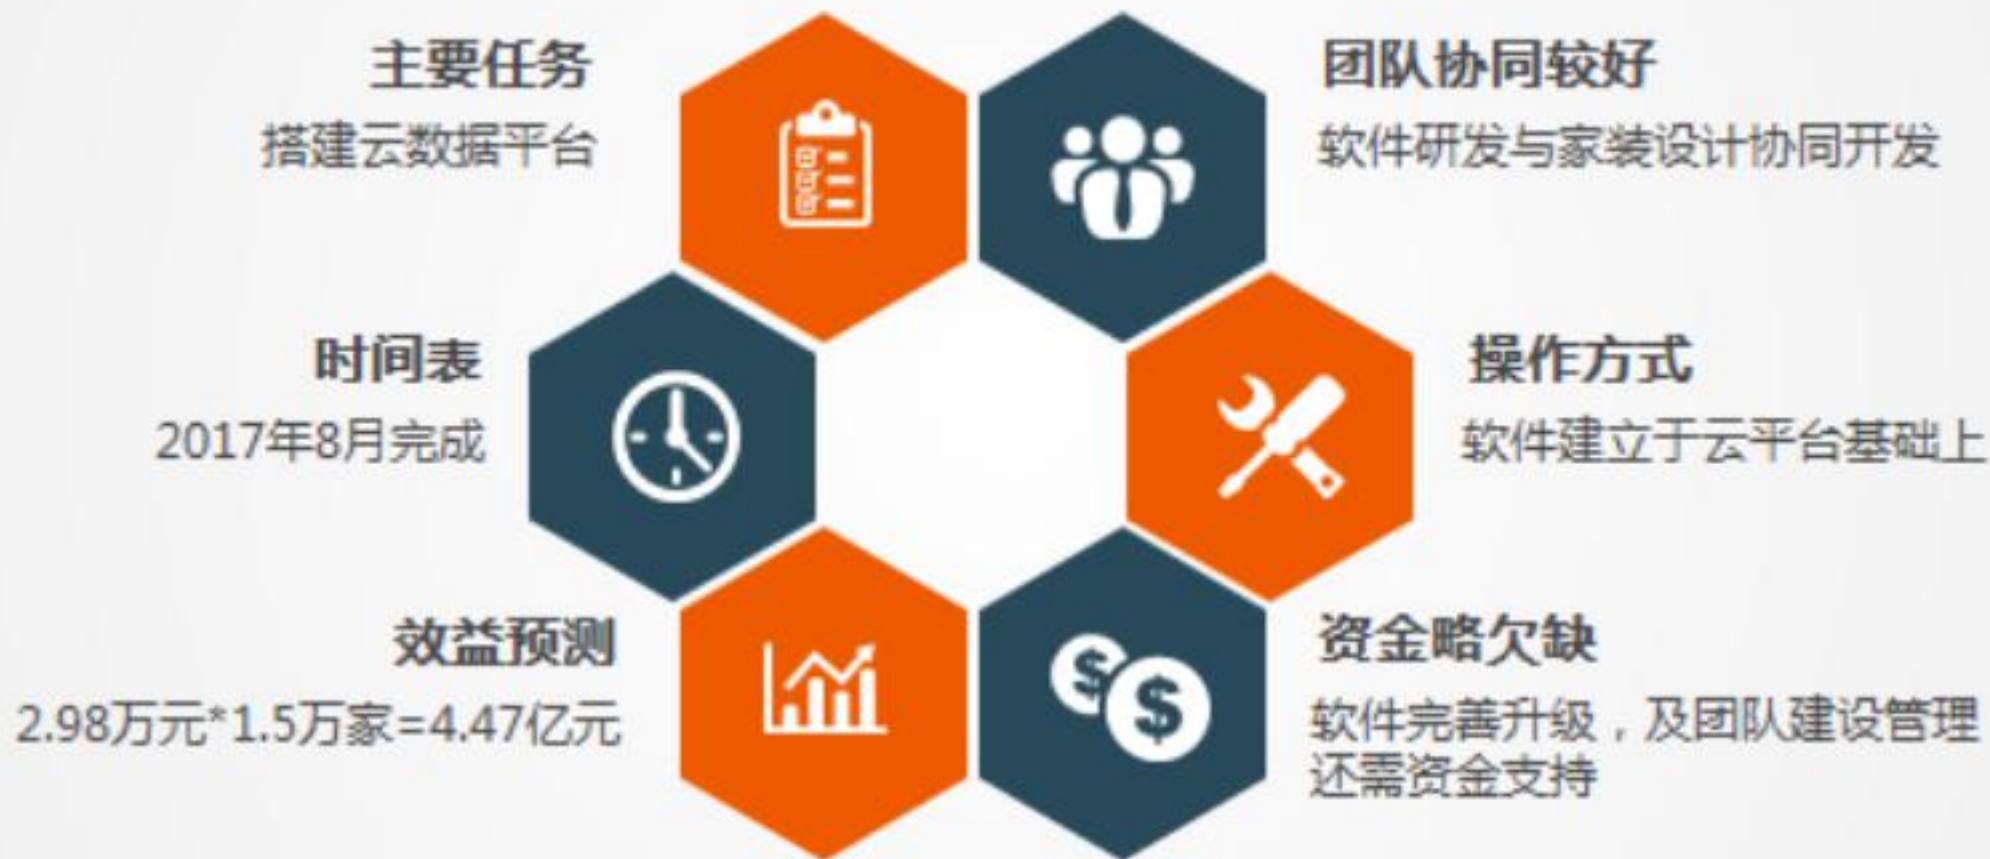 主要任务
搭建云数据平台
团队协同较好
软件研发与家装设计协同开发
时间表
2017年8月完成
操作方式
软件建立于云平台基础上
效益预测
2.98万元*1.5万家=4.47亿元
资金略欠缺
软件完善升级，及团队建设管理
还需资金支持